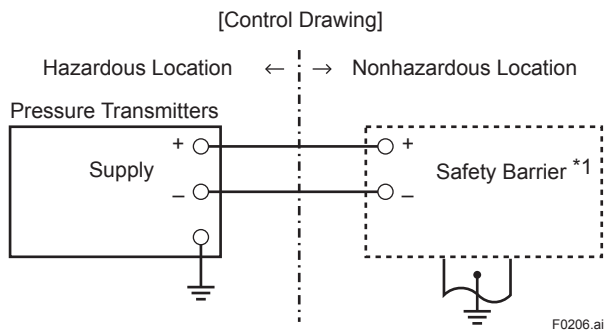 [Control Drawing]
Hazardous Location ← → Nonhazardous Location
Pressure Transmitters
+ +
Supply Safety Barrier *1
– –
F0206.ai